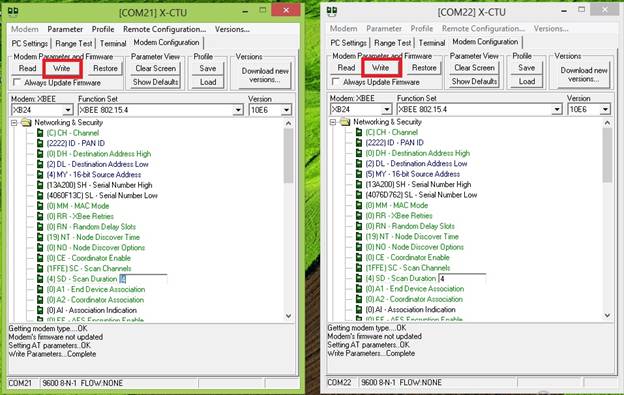 [COM21] X-CTU
Modem Parameter Profile Remote Configuration Versions...
PC Settings Range Test Terminal Modem Configuration
Modem Parameter and Firmware Parameter View Profile Versions
Read Write Restore Clear Screen Save Download new versions...
Always Update Firmware Show Defaults Load
Modem: XBEE Function Set Version
XB24 XBEE 802.15.4 10E6
Networking & Security
(C) CH - Channel
(2222) ID - PAN ID
(0) DH - Destination Address High
(2) DL - Destination Address Low
(4) MY - 16-bit Source Address
(13A200) SH - Serial Number High
(4060F13C) SL - Serial Number Low
(0) MM - MAC Mode
(0) RR - XBee Retries
(0) RN - Random Delay Slots
(19) NT - Node Discover Time
(0) NO - Node Discover Options
(0) CE - Coordinator Enable
(1FFE) SC - Scan Channels
(4) SD - Scan Duration 4
(0) A1 - End Device Association
(0) A2 - Coordinator Association
(0) AI - Association Indication
(0) EE - AES Encryption Enable
Getting modem type....OK
Modem's firmware not updated
Setting AT parameters..OK
Write Parameters...Complete
COM21 9600 8-N-1 FLOW:NONE
[COM22] X-CTU
Modem Parameter Profile Remote Configuration Versions...
PC Settings Range Test Terminal Modem Configuration
Modem Parameter and Firmware Parameter View Profile Versions
Read Write Restore Clear Screen Save Download new versions...
Always Update Firmware Show Defaults Load
Modem: XBEE Function Set Version
XB24 XBEE 802.15.4 10E6
Networking & Security
(C) CH - Channel
(2222) ID - PAN ID
(0) DH - Destination Address High
(2) DL - Destination Address Low
(5) MY - 16-bit Source Address
(13A200) SH - Serial Number High
(4076D762) SL - Serial Number Low
(0) MM - MAC Mode
(0) RR - XBee Retries
(0) RN - Random Delay Slots
(19) NT - Node Discover Time
(0) NO - Node Discover Options
(0) CE - Coordinator Enable
(1FFE) SC - Scan Channels
(4) SD - Scan Duration 4
(0) A1 - End Device Association
(0) A2 - Coordinator Association
(0) AI - Association Indication
(0) EE - AES Encryption Enable
Getting modem type....OK
Modem's firmware not updated
Setting AT parameters..OK
Write Parameters...Complete
COM22 9600 8-N-1 FLOW:NONE